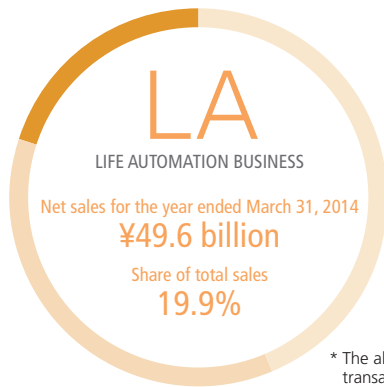 LA
LIFE AUTOMATION BUSINESS
Net sales for the year ended March 31, 2014
¥49.6 billion
Share of total sales
19.9%
* The
transa